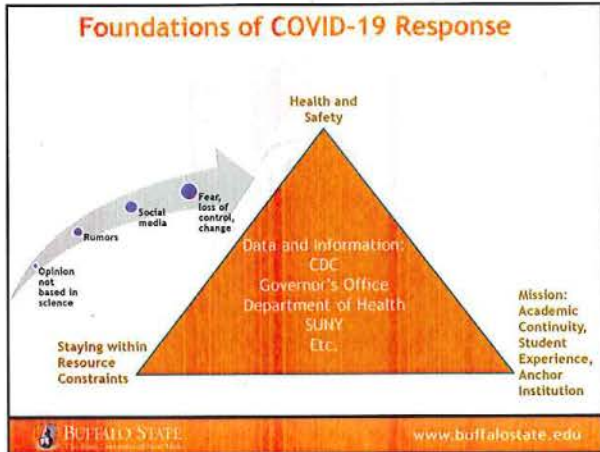 Foundations of COVID-19 Response
Health and
Safety
Fear,
loss of
control,
change
Social
media
Rumors
Opinion
not
based in
science
Data and Information:
CDC
Governor's Office
Department of Health
SUNY
Etc.
Staying within
Resource
Constraints
Mission:
Academic
Continuity,
Student
Experience,
Anchor
Institution
BUFFALO STATE
www.buffalostate.edu